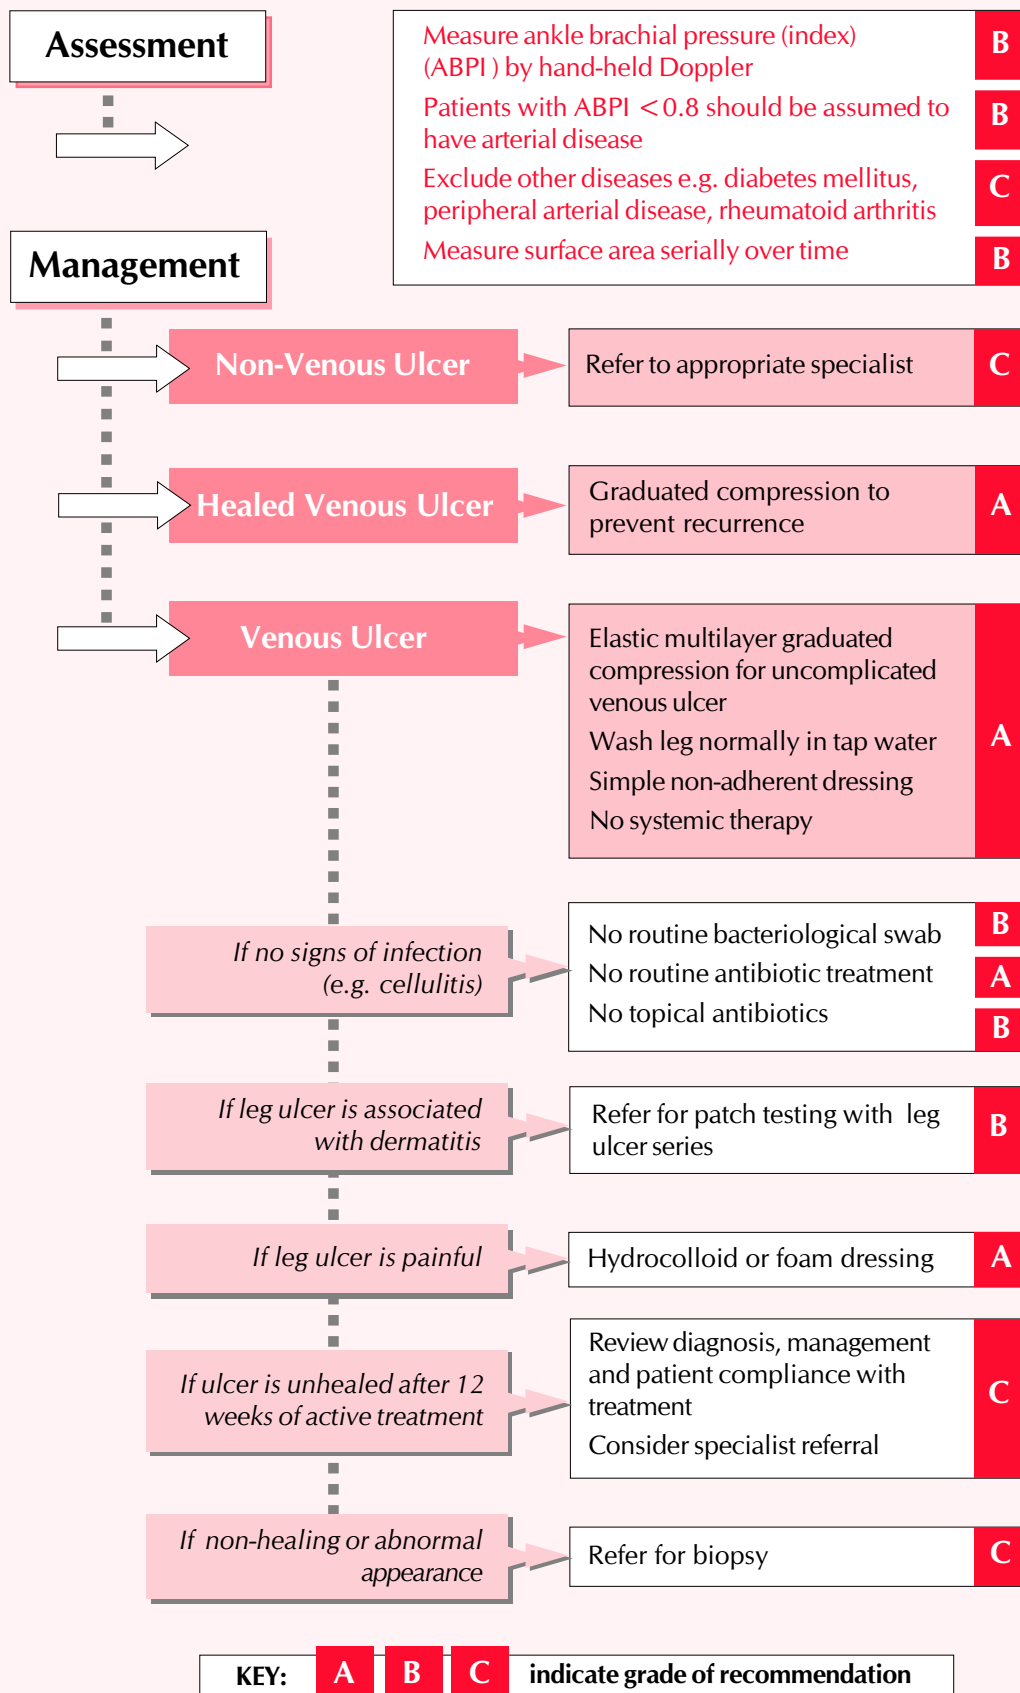 Assessment
Measure ankle brachial pressure (index)
(ABPI ) by hand-held Doppler
B
Patients with ABPI <0.8 should be assumed to
have arterial disease
B
Exclude other diseases e.g. diabetes mellitus,
peripheral arterial disease, rheumatoid arthritis
C
Measure surface area serially over time
B
Management
Non-Venous Ulcer
Refer to appropriate specialist
C
Healed Venous Ulcer
Graduated compression to
prevent recurrence
A
Venous Ulcer
Elastic multilayer graduated
compression for uncomplicated
venous ulcer
Wash leg normally in tap water
Simple non-adherent dressing
No systemic therapy
A
If no signs of infection
(e.g. cellulitis)
No routine bacteriological swab
B
No routine antibiotic treatment
A
No topical antibiotics
B
If leg ulcer is associated
with dermatitis
Refer for patch testing with leg
ulcer series
B
If leg ulcer is painful
Hydrocolloid or foam dressing
A
If ulcer is unhealed after 12
weeks of active treatment
Review diagnosis, management
and patient compliance with
treatment
Consider specialist referral
C
If non-healing or abnormal
appearance
Refer for biopsy
C
KEY: A B C indicate grade of recommendation